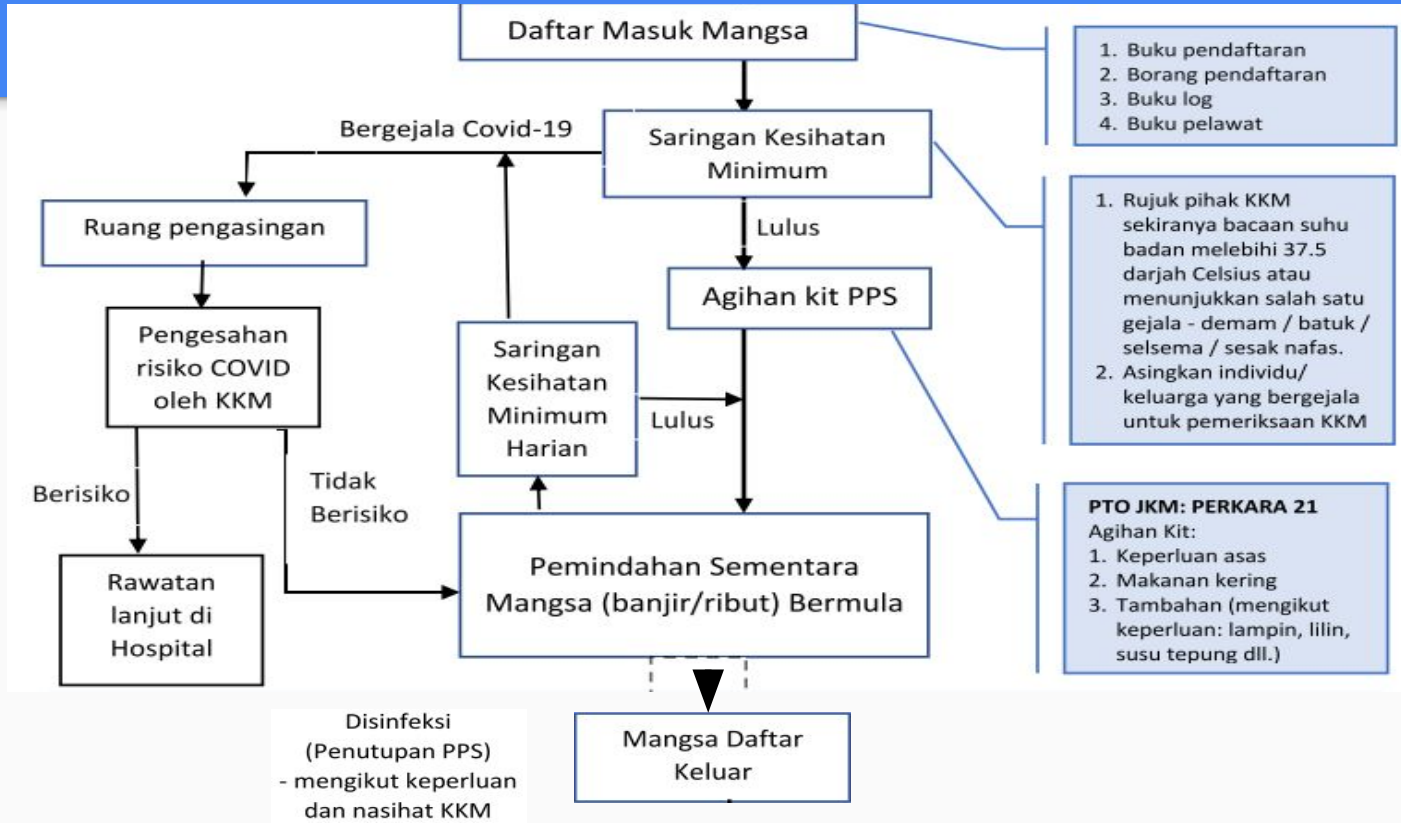 Daftar Masuk Mangsa
1. Buku pendaftaran
2. Borang pendaftaran
3. Buku log
4. Buku pelawat
Bergejala Covid-19
Saringan Kesihatan
Minimum
Ruang pengasingan
Lulus
1. Rujuk pihak KKM
sekiranya bacaan suhu
badan melebihi 37.5
darjah Celsius atau
menunjukkan salah satu
gejala - demam / batuk /
selsema / sesak nafas.
2. Asingkan individu/
keluarga yang bergejala
untuk pemeriksaan KKM
Agihan kit PPS
Pengesahan
risiko COVID
oleh KKM
Saringan
Kesihatan
Minimum
Harian
Lulus
Berisiko
Tidak
Berisiko
PTO JKM: PERKARA 21
Agihan Kit:
1. Keperluan asas
2. Makanan kering
3. Tambahan (mengikut
keperluan: lampin, lilin,
susu tepung dll.)
Rawatan
lanjut di
Hospital
Pemindahan Sementara
Mangsa (banjir/ribut) Bermula
Disinfeksi
(Penutupan PPS)
- mengikut keperluan
dan nasihat KKM
Mangsa Daftar
Keluar